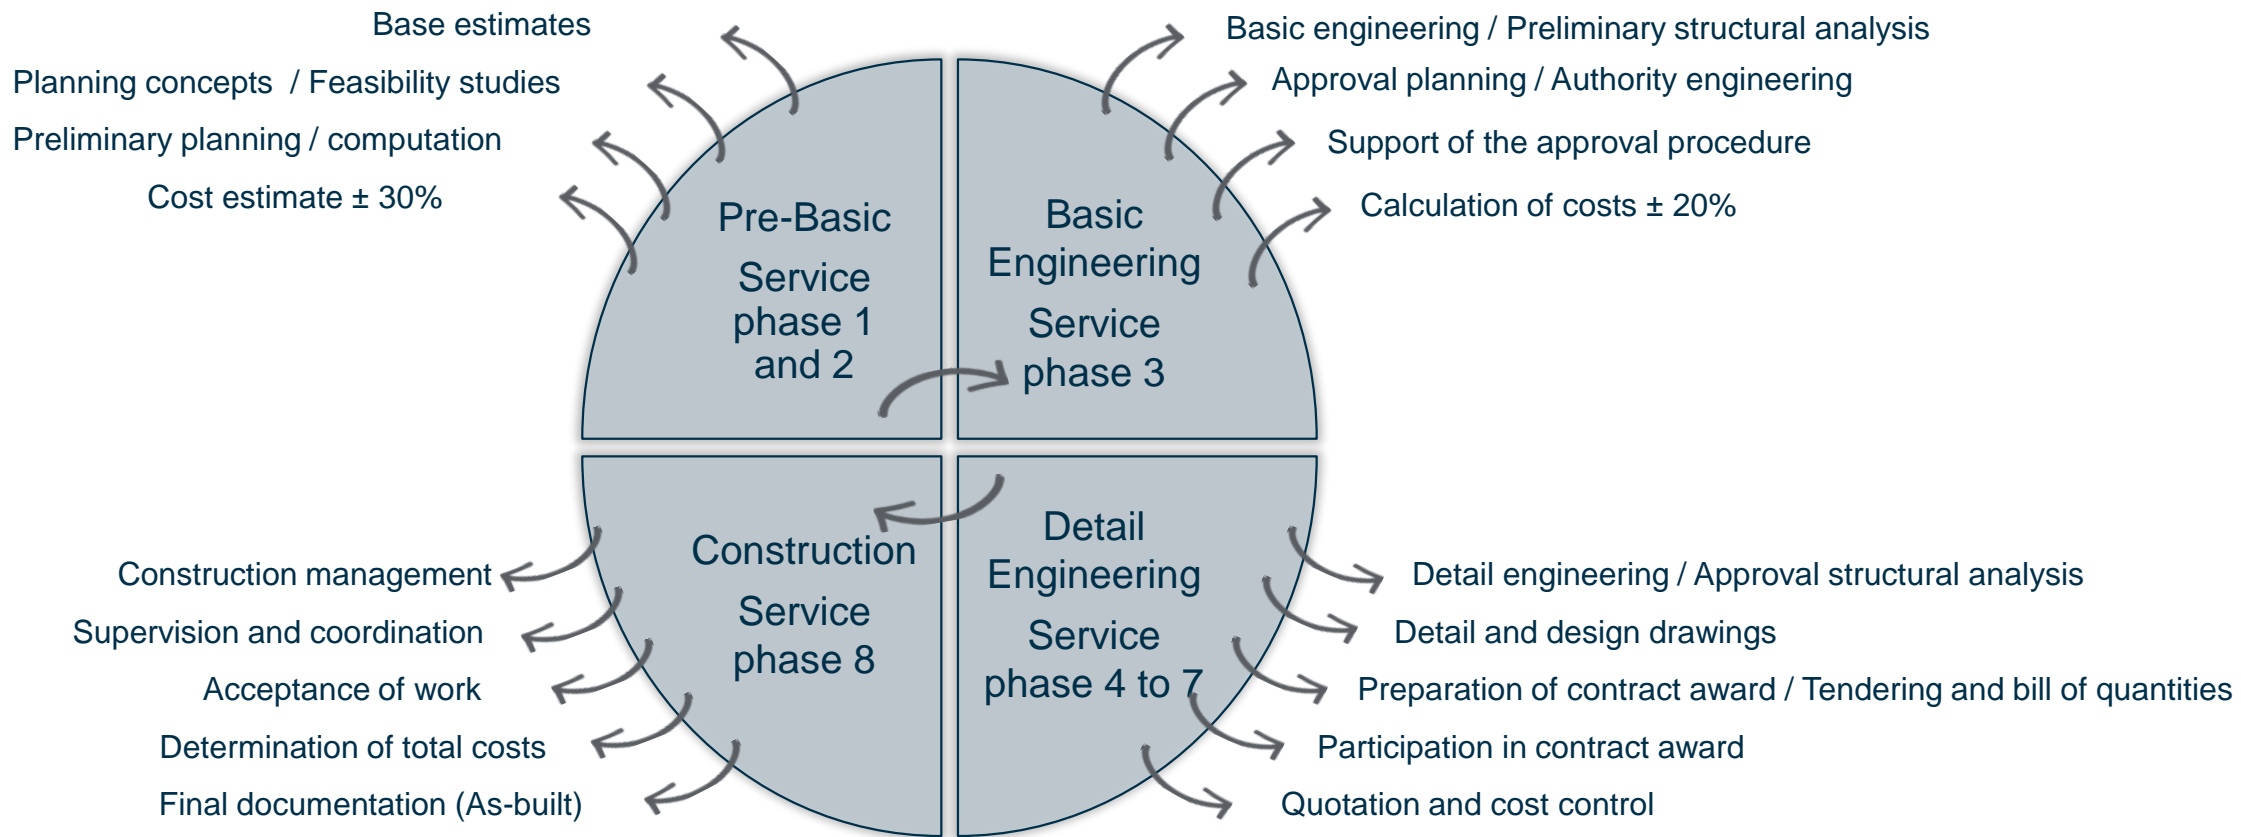 Base estimates
Planning concepts / Feasibility studies
Preliminary planning / computation
Cost estimate ± 30%
Pre-Basic
Service
phase 1
and 2
Basic engineering / Preliminary structural analysis
Approval planning / Authority engineering
Support of the approval procedure
Calculation of costs ± 20%
Basic
Engineering
Service
phase 3
Construction
Service
phase 8
Construction management
Supervision and coordination
Acceptance of work
Determination of total costs
Final documentation (As-built)
Detail
Engineering
Service
phase 4 to 7
Detail engineering / Approval structural analysis
Detail and design drawings
Preparation of contract award / Tendering and bill of quantities
Participation in contract award
Quotation and cost control